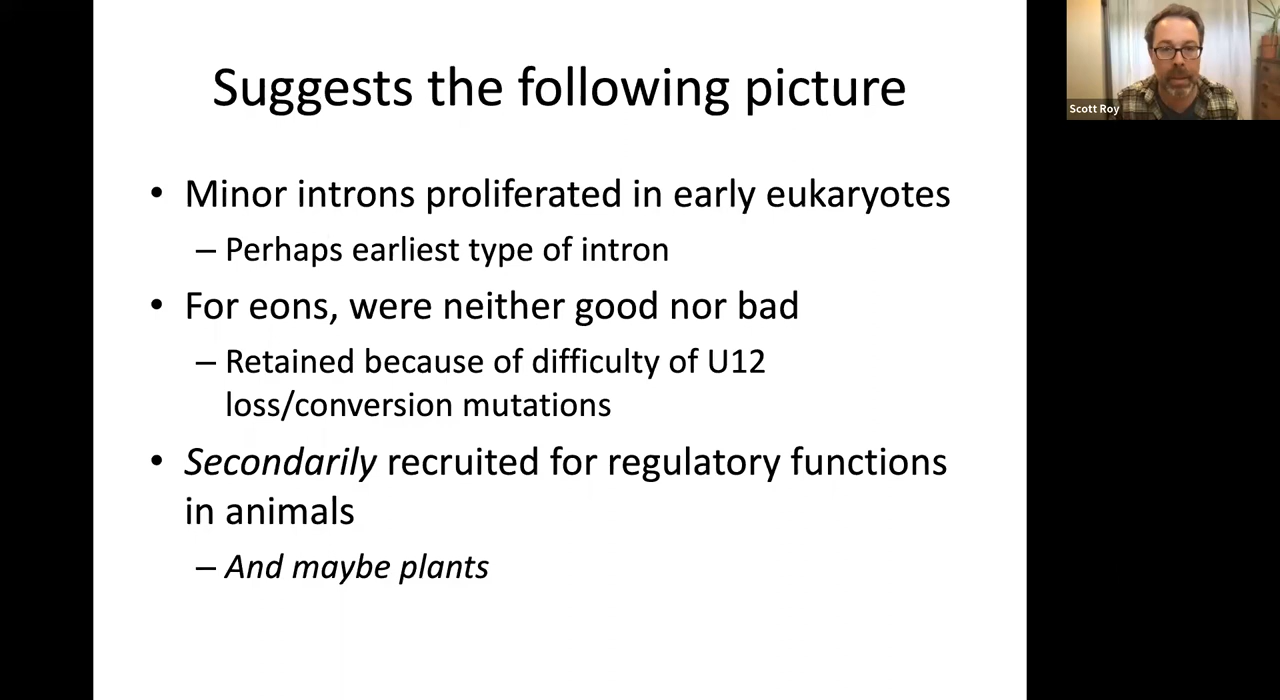 Suggests the following picture
• Minor introns proliferated in early eukaryotes
– Perhaps earliest type of intron
• For eons, were neither good nor bad
– Retained because of difficulty of U12
loss/conversion mutations
• Secondarily recruited for regulatory functions
in animals
– And maybe plants
Scott Roy